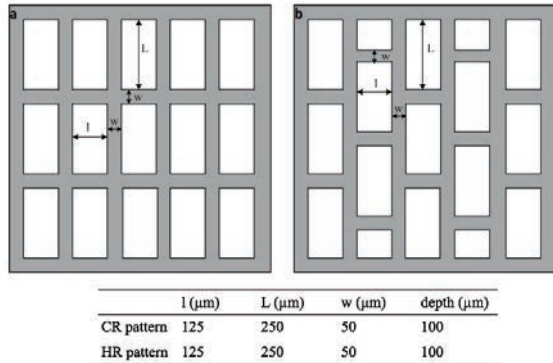 a
L
w
l
w
b
w
L
l
w
l (μm) L (μm) w (μm) depth (μm)
CR pattern 125 250 50 100
HR pattern 125 250 50 100